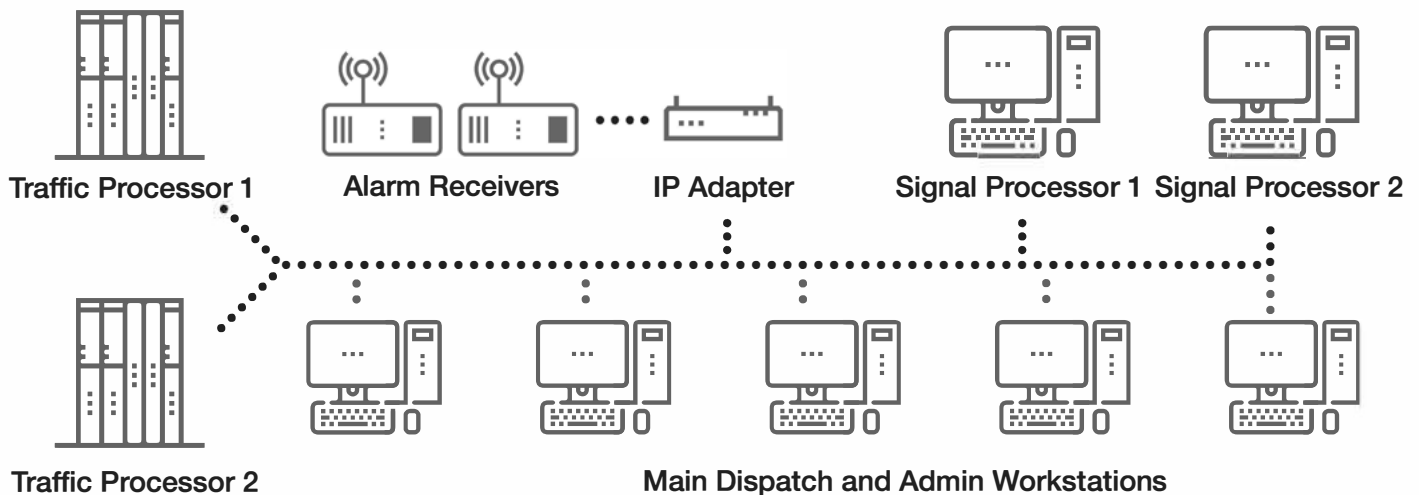 Traffic Processor 1
Alarm Receivers
IP Adapter
Signal Processor 1
Signal Processor 2
Traffic Processor 2
Main Dispatch and Admin Workstations